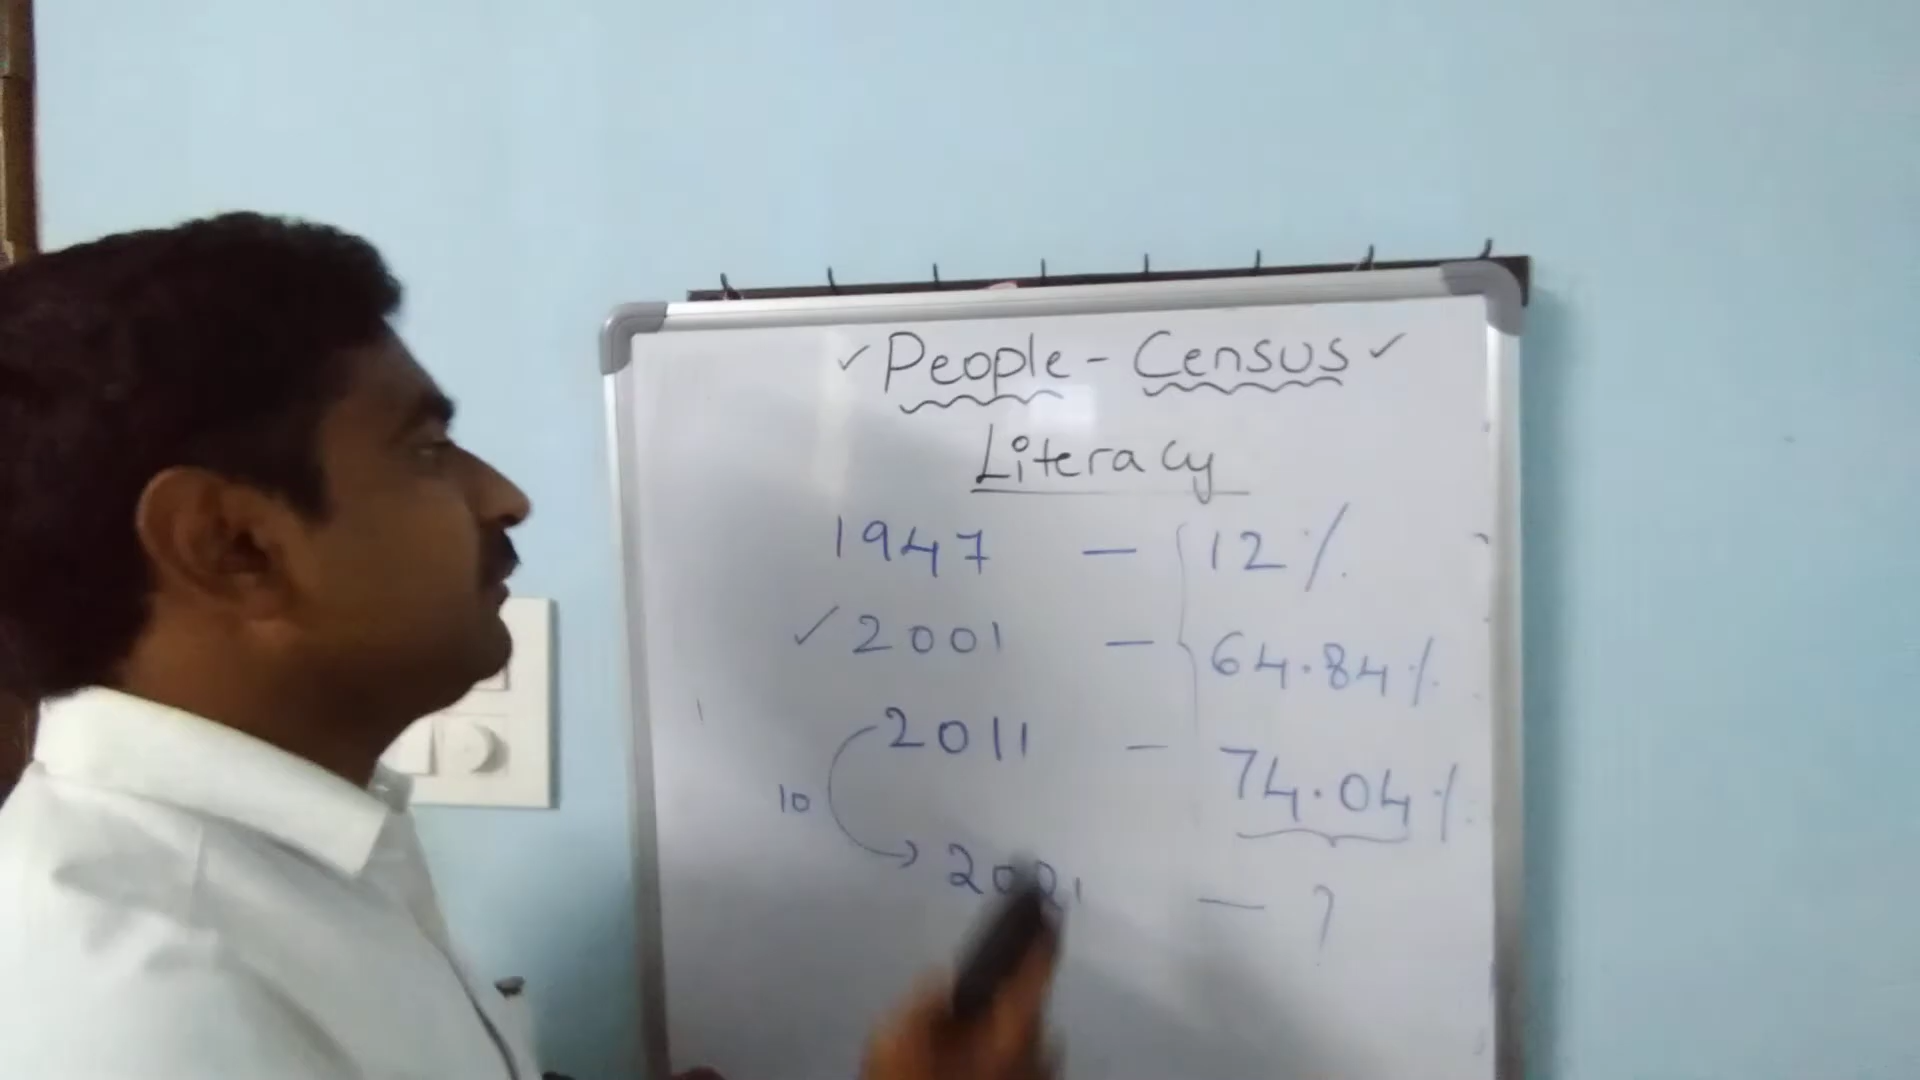 ✓ People - Census ✓
Literacy
1947 — 12%
✓ 2001 — 64.84%
2011 — 74.04%
10
2021 — ?